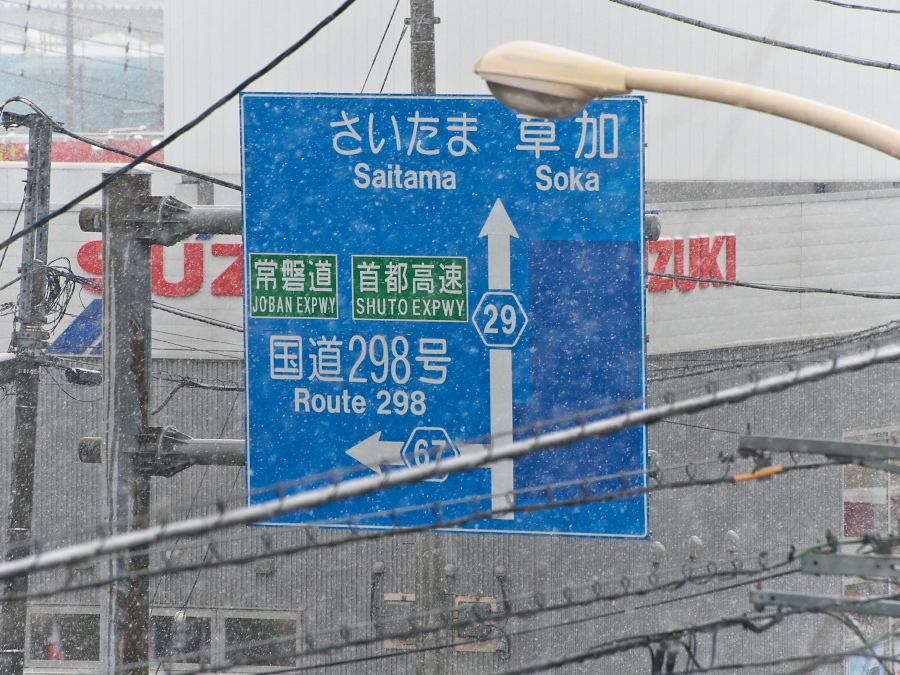 さいたま 草加
Saitama Soka
SUZ
ZUKI
常磐道 首都高速
JOBAN EXPWY SHUTO EXPWY
29
国道298号
Route 298
67